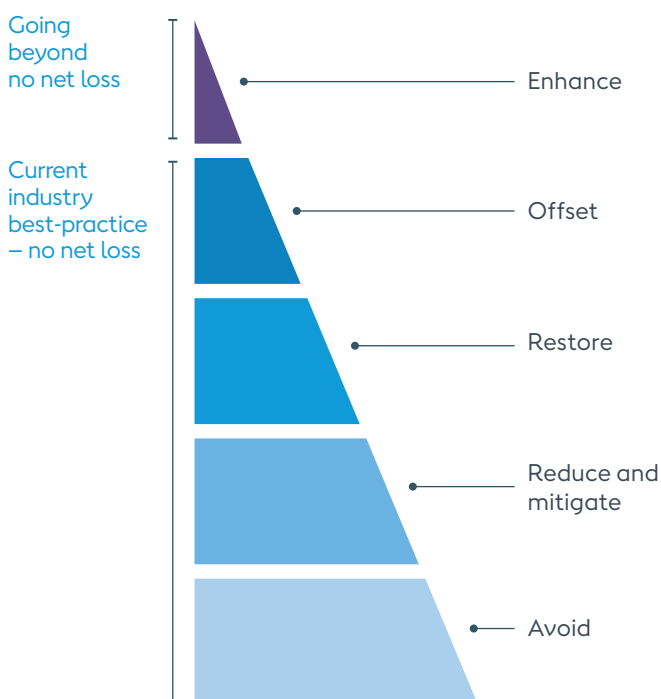 Going
beyond
no net loss
Enhance
Current
industry
best-practice
– no net loss
Offset
Restore
Reduce and
mitigate
Avoid